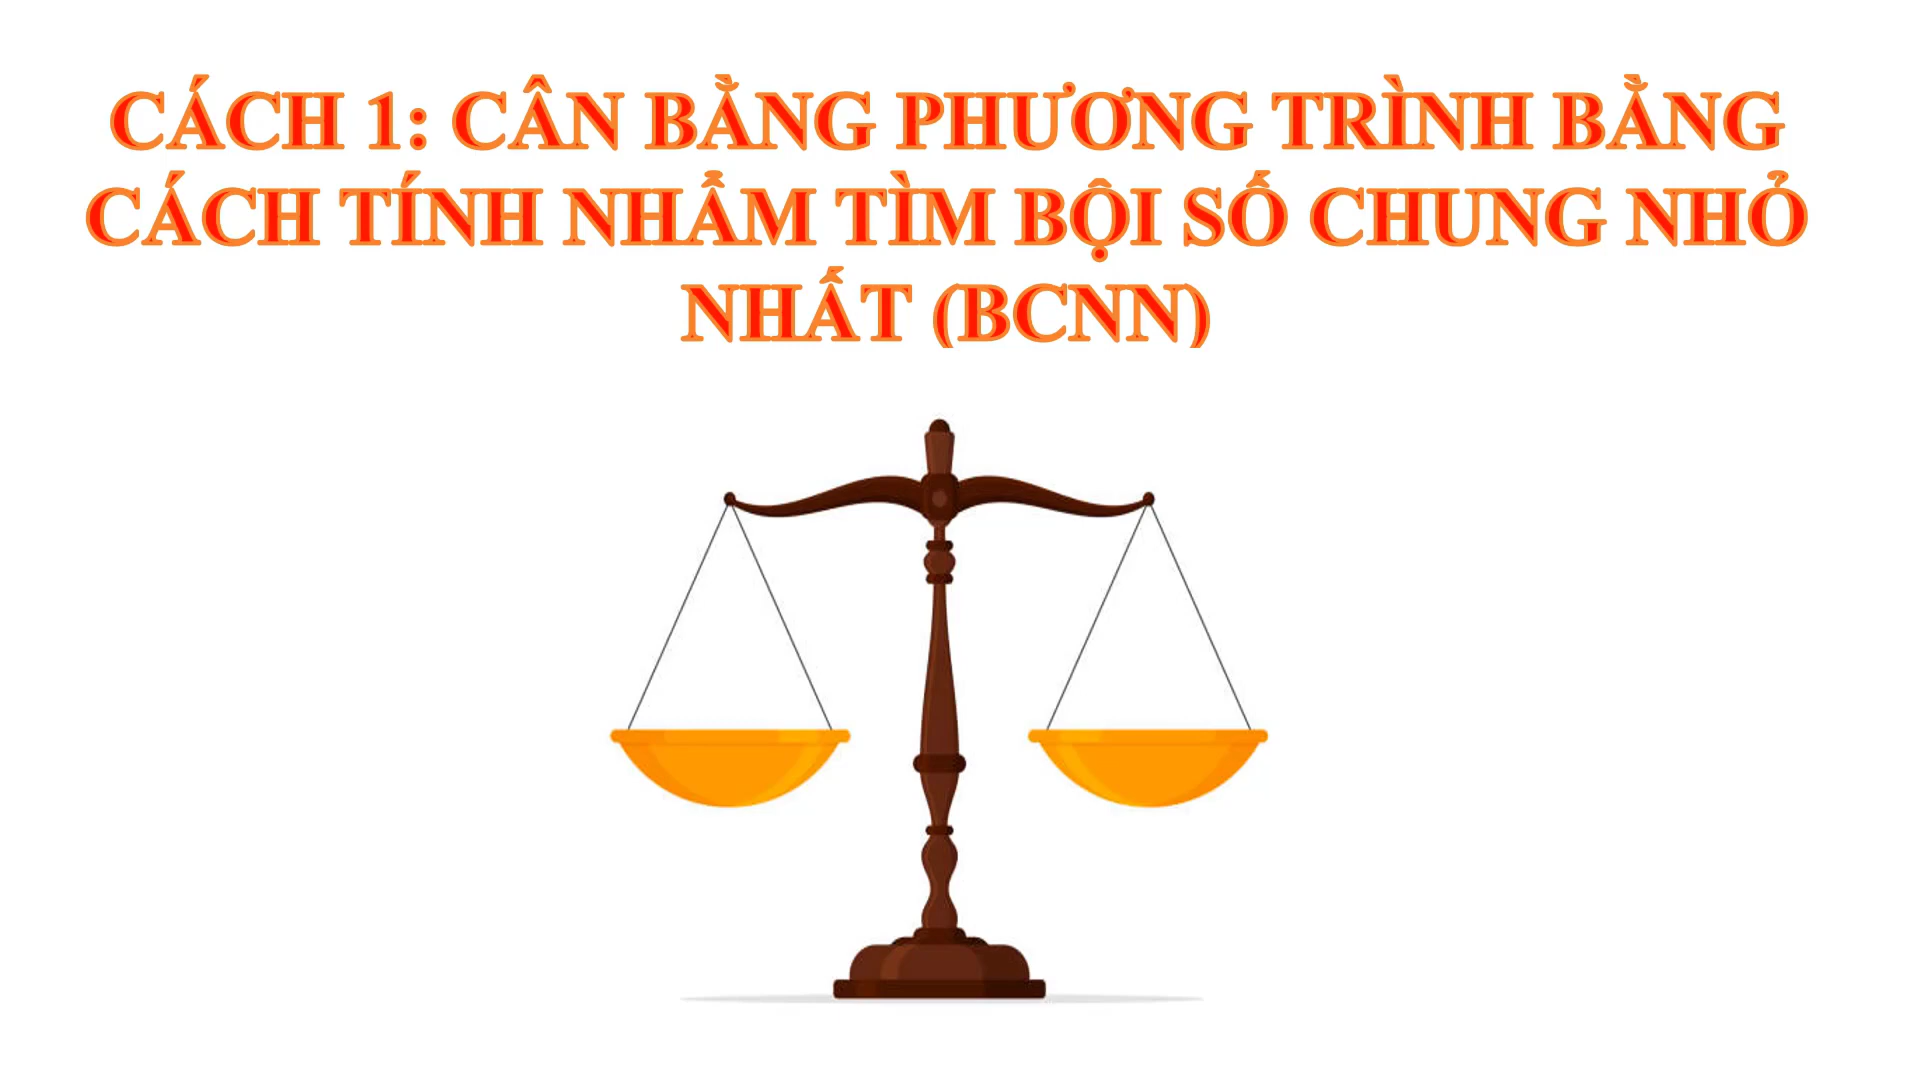 CÁCH 1: CÂN BẰNG PHƯƠNG TRÌNH BẰNG
CÁCH TÍNH NHẨM TÌM BỘI SỐ CHUNG NHỎ
NHẤT (BCNN)